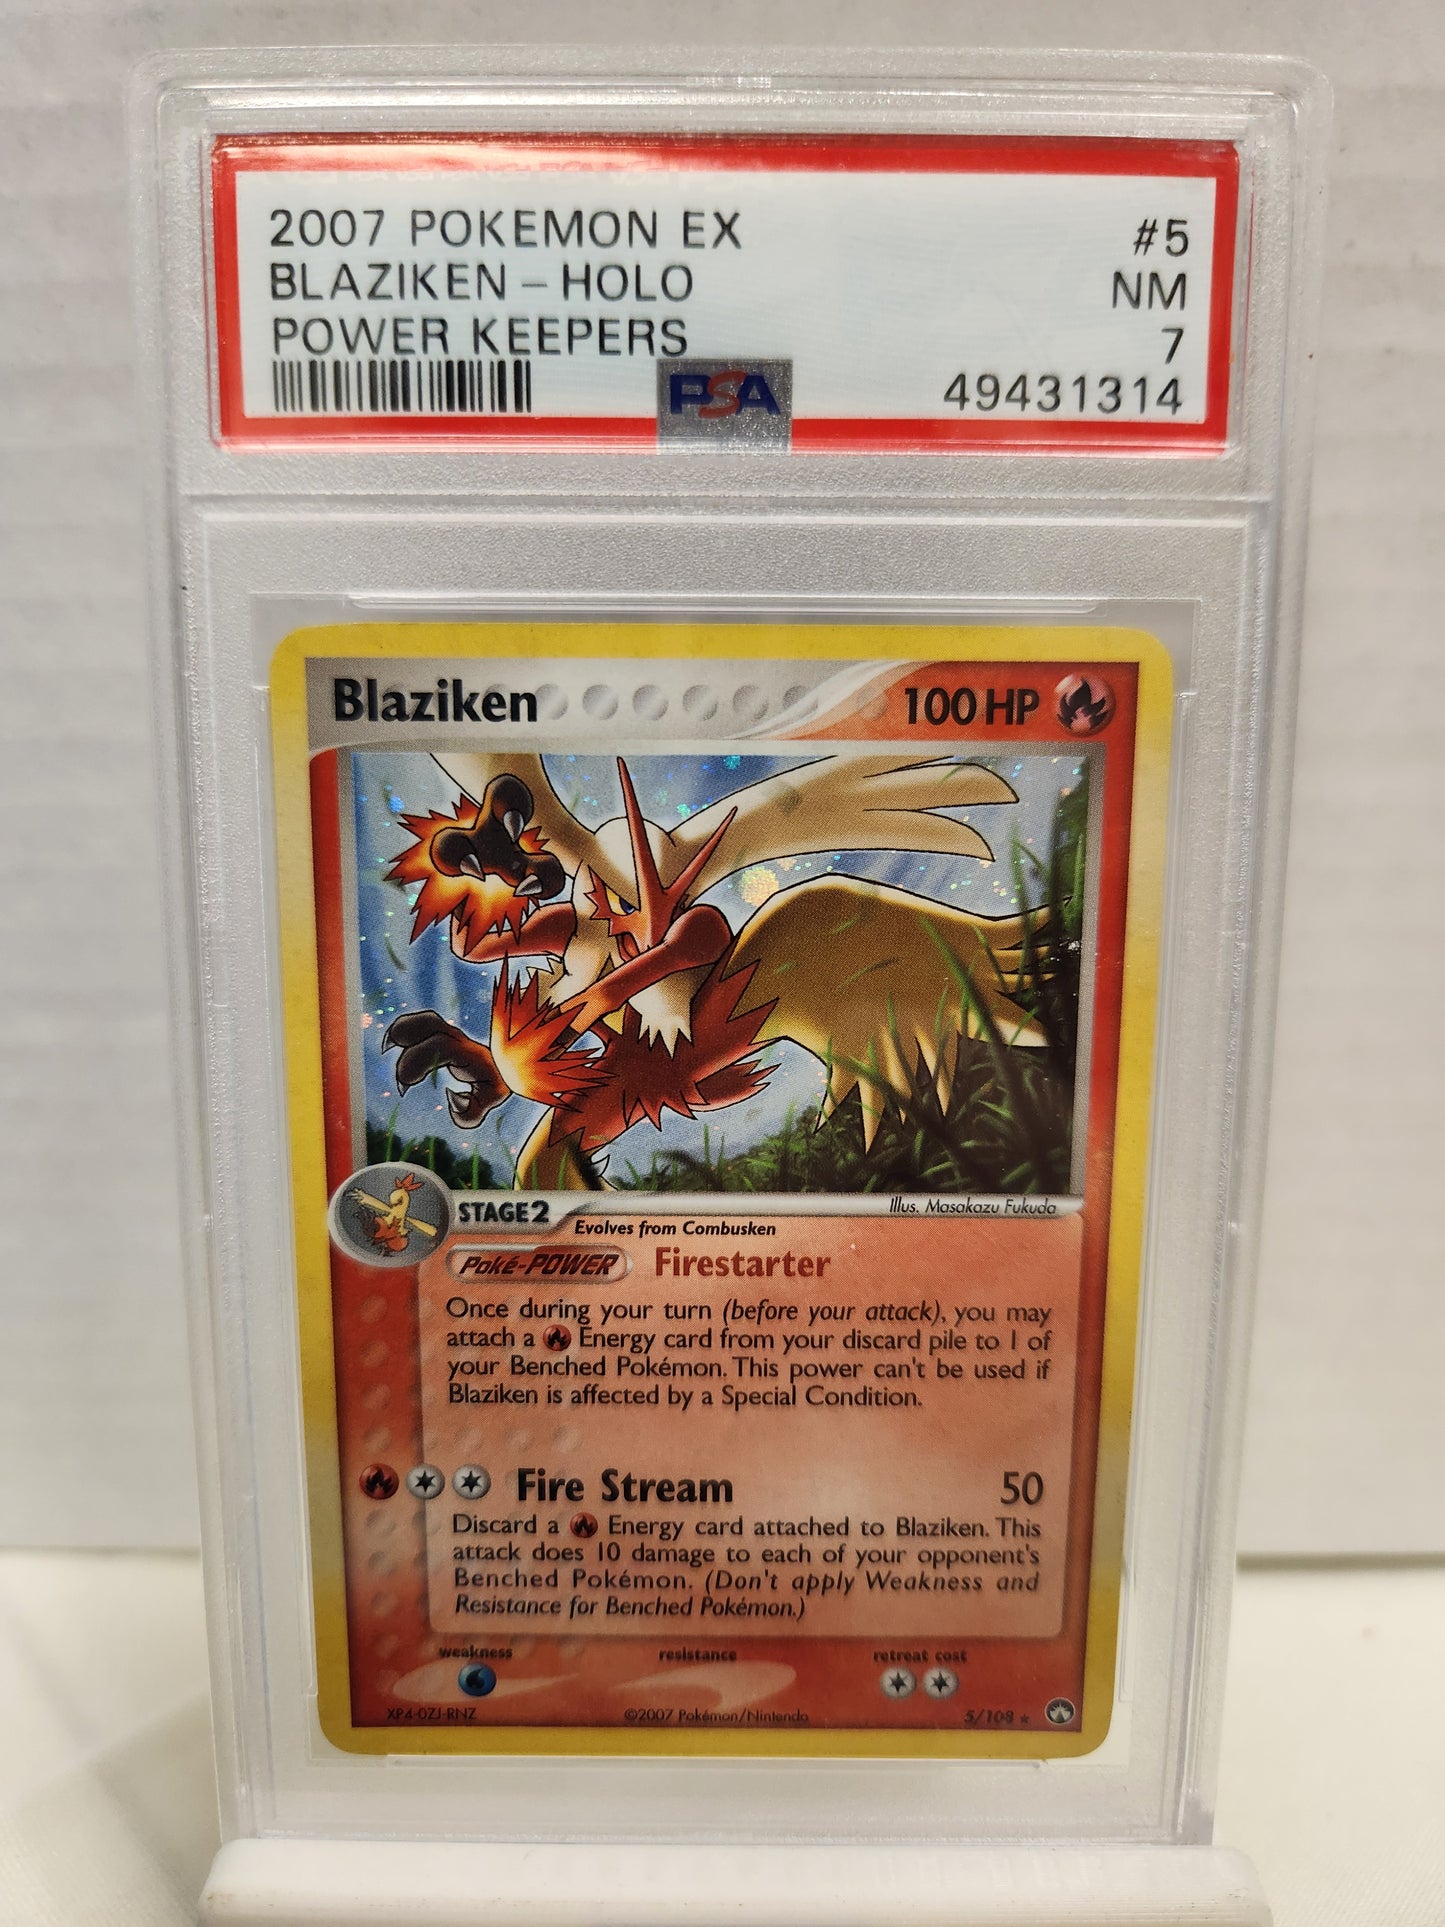 2007 POKEMON EX #5
BLAZIKEN - HOLO NM
POWER KEEPERS 7
PSA 49431314
Blaziken 100 HP
Illus. Masakazu Fukuda
STAGE 2
Evolves from Combusken
Poké-POWER Firestarter
Once during your turn (before your attack), you may
attach a Energy card from your discard pile to 1 of
your Benched Pokémon. This power can't be used if
Blaziken is affected by a Special Condition.
Fire Stream 50
Discard a Energy card attached to Blaziken. This
attack does 10 damage to each of your opponent's
Benched Pokémon. (Don't apply Weakness and
Resistance for Benched Pokémon.)
weakness resistance retreat cost
XP4-0ZJ-RNZ ©2007 Pokémon/Nintendo 5/108 ★